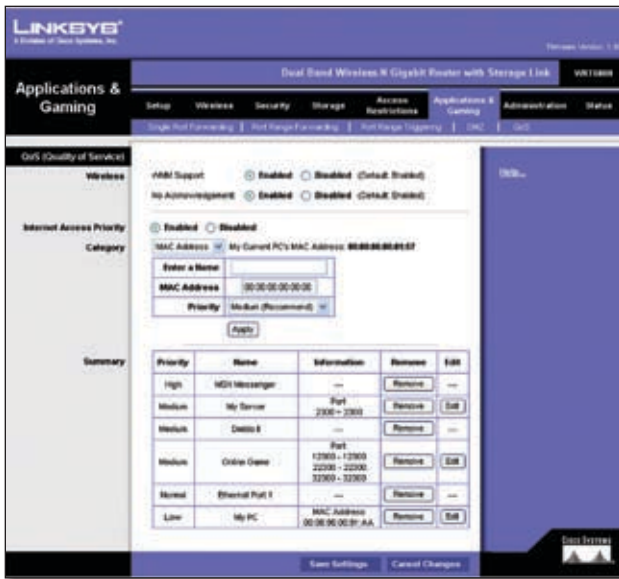 LINKSYS®
A Division of Cisco Systems, Inc.
Firmware Version: 1.0
Dual Band Wireless-N Gigabit Router with Storage Link
Applications & Gaming
Setup Wireless Security Storage Access Restrictions Applications & Gaming Administration Status
Single Port Forwarding | Port Range Forwarding | Port Range Triggering | DMZ | QoS
QoS (Quality of Service)
Wireless
WMM Support Enabled Disabled (Default: Enabled)
No Acknowledgement Enabled Disabled (Default: Disabled)
Help...
Internet Access Priority Enabled Disabled
Category MAC Address My Current PC's MAC Address:
Enter a Name
MAC Address 00:00:00:00:00:00
Priority Medium (Recommend)
Apply
Summary
Priority Name Information Remove Edit
High MSN Messenger --- Remove ---
Medium My Server Port 2300 ~ 2300 Remove Edit
Medium Diablo II --- Remove ---
Medium Online Game Port 12300 ~ 12300 22300 ~ 22300 32300 ~ 32300 Remove Edit
Normal Ethernet Port 1 --- Remove ---
Low My PC MAC Address Remove Edit
Save Settings Cancel Changes
CISCO SYSTEMS